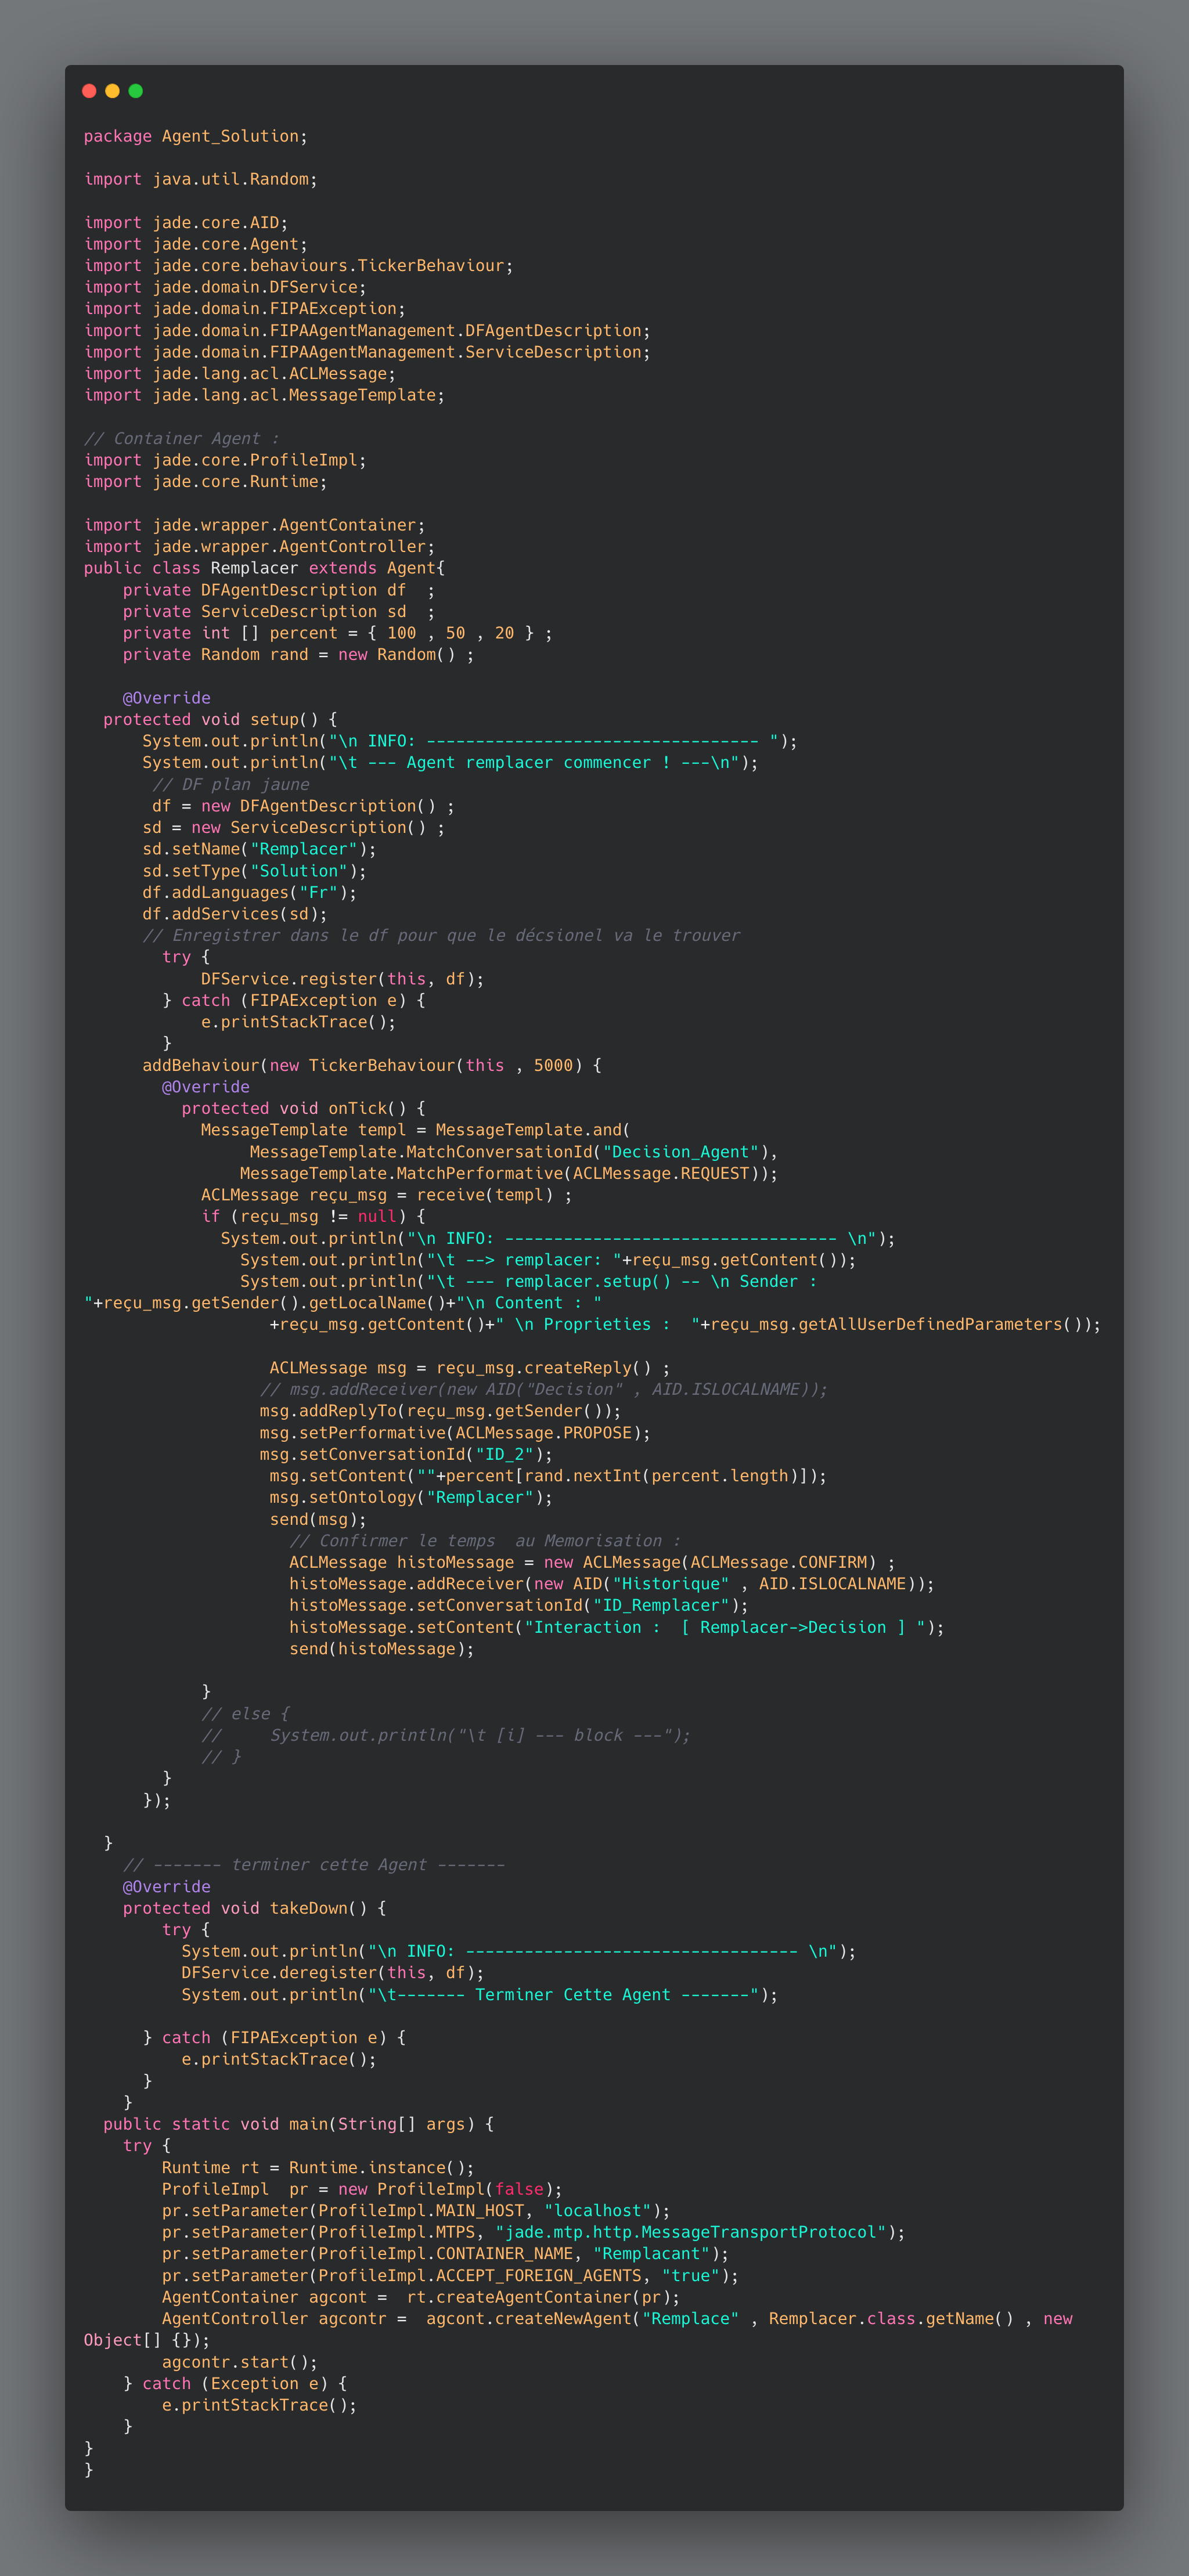 package Agent_Solution;

import java.util.Random;

import jade.core.AID;
import jade.core.Agent;
import jade.core.behaviours.TickerBehaviour;
import jade.domain.DFService;
import jade.domain.FIPAException;
import jade.domain.FIPAAgentManagement.DFAgentDescription;
import jade.domain.FIPAAgentManagement.ServiceDescription;
import jade.lang.acl.ACLMessage;
import jade.lang.acl.MessageTemplate;

// Container Agent :
import jade.core.ProfileImpl;
import jade.core.Runtime;

import jade.wrapper.AgentContainer;
import jade.wrapper.AgentController;
public class Remplacer extends Agent{
    private DFAgentDescription df  ;
    private ServiceDescription sd  ;
    private int [] percent = { 100 , 50 , 20 } ;
    private Random rand = new Random() ;

    @Override
  protected void setup() {
      System.out.println("\n INFO: ---------------------------------- ");
      System.out.println("\t --- Agent remplacer commencer ! ---\n");
       // DF plan jaune
       df = new DFAgentDescription() ;
      sd = new ServiceDescription() ;
      sd.setName("Remplacer");
      sd.setType("Solution");
      df.addLanguages("Fr");
      df.addServices(sd);
      // Enregistrer dans le df pour que le décsionel va le trouver
        try {
            DFService.register(this, df);
        } catch (FIPAException e) {
            e.printStackTrace();
        }
      addBehaviour(new TickerBehaviour(this , 5000) {
        @Override
          protected void onTick() {
            MessageTemplate templ = MessageTemplate.and(
                 MessageTemplate.MatchConversationId("Decision_Agent"),
                MessageTemplate.MatchPerformative(ACLMessage.REQUEST));
            ACLMessage reçu_msg = receive(templ) ;
            if (reçu_msg != null) {
              System.out.println("\n INFO: ---------------------------------- \n");
                System.out.println("\t --> remplacer: "+reçu_msg.getContent());
                System.out.println("\t --- remplacer.setup() -- \n Sender :
"+reçu_msg.getSender().getLocalName()+"\n Content : "
                   +reçu_msg.getContent()+" \n Proprieties :  "+reçu_msg.getAllUserDefinedParameters());

                   ACLMessage msg = reçu_msg.createReply() ;
                  // msg.addReceiver(new AID("Decision" , AID.ISLOCALNAME));
                  msg.addReplyTo(reçu_msg.getSender());
                  msg.setPerformative(ACLMessage.PROPOSE);
                  msg.setConversationId("ID_2");
                   msg.setContent(""+percent[rand.nextInt(percent.length)]);
                   msg.setOntology("Remplacer");
                   send(msg);
                     // Confirmer le temps  au Memorisation :
                     ACLMessage histoMessage = new ACLMessage(ACLMessage.CONFIRM) ;
                     histoMessage.addReceiver(new AID("Historique" , AID.ISLOCALNAME));
                     histoMessage.setConversationId("ID_Remplacer");
                     histoMessage.setContent("Interaction :  [ Remplacer->Decision ] ");
                     send(histoMessage);

            }
            // else {
            //     System.out.println("\t [i] --- block ---");
            // }
        }
      });

  }
    // ------- terminer cette Agent -------
    @Override
    protected void takeDown() {
        try {
          System.out.println("\n INFO: ---------------------------------- \n");
          DFService.deregister(this, df);
          System.out.println("\t------- Terminer Cette Agent -------");

      } catch (FIPAException e) {
          e.printStackTrace();
      }
    }
  public static void main(String[] args) {
    try {
        Runtime rt = Runtime.instance();
        ProfileImpl  pr = new ProfileImpl(false);
        pr.setParameter(ProfileImpl.MAIN_HOST, "localhost");
        pr.setParameter(ProfileImpl.MTPS, "jade.mtp.http.MessageTransportProtocol");
        pr.setParameter(ProfileImpl.CONTAINER_NAME, "Remplacant");
        pr.setParameter(ProfileImpl.ACCEPT_FOREIGN_AGENTS, "true");
        AgentContainer agcont =  rt.createAgentContainer(pr);
        AgentController agcontr =  agcont.createNewAgent("Remplace" , Remplacer.class.getName() , new
Object[] {});
        agcontr.start();
    } catch (Exception e) {
        e.printStackTrace();
    }
}
}